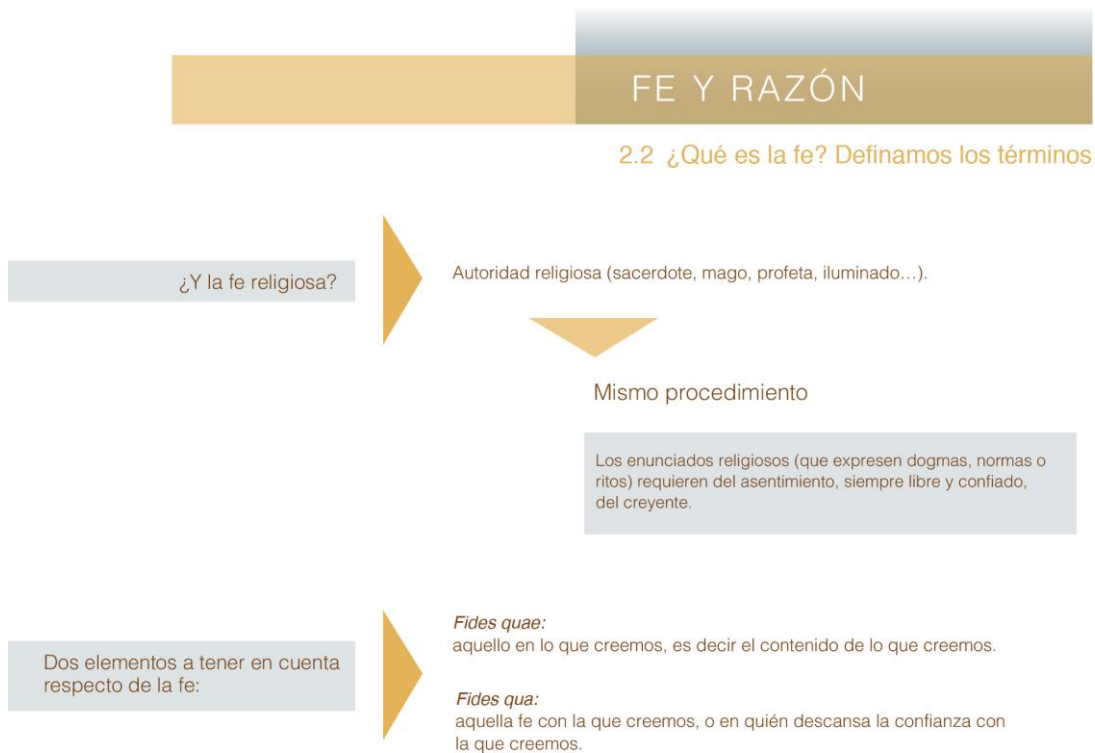 FE Y RAZÓN
2.2 ¿Qué es la fe? Definamos los términos
¿Y la fe religiosa?
Autoridad religiosa (sacerdote, mago, profeta, iluminado…).
Mismo procedimiento
Los enunciados religiosos (que expresen dogmas, normas o
ritos) requieren del asentimiento, siempre libre y confiado,
del creyente.
Dos elementos a tener en cuenta
respecto de la fe:
Fides quae:
aquello en lo que creemos, es decir el contenido de lo que creemos.
Fides qua:
aquella fe con la que creemos, o en quién descansa la confianza con
la que creemos.